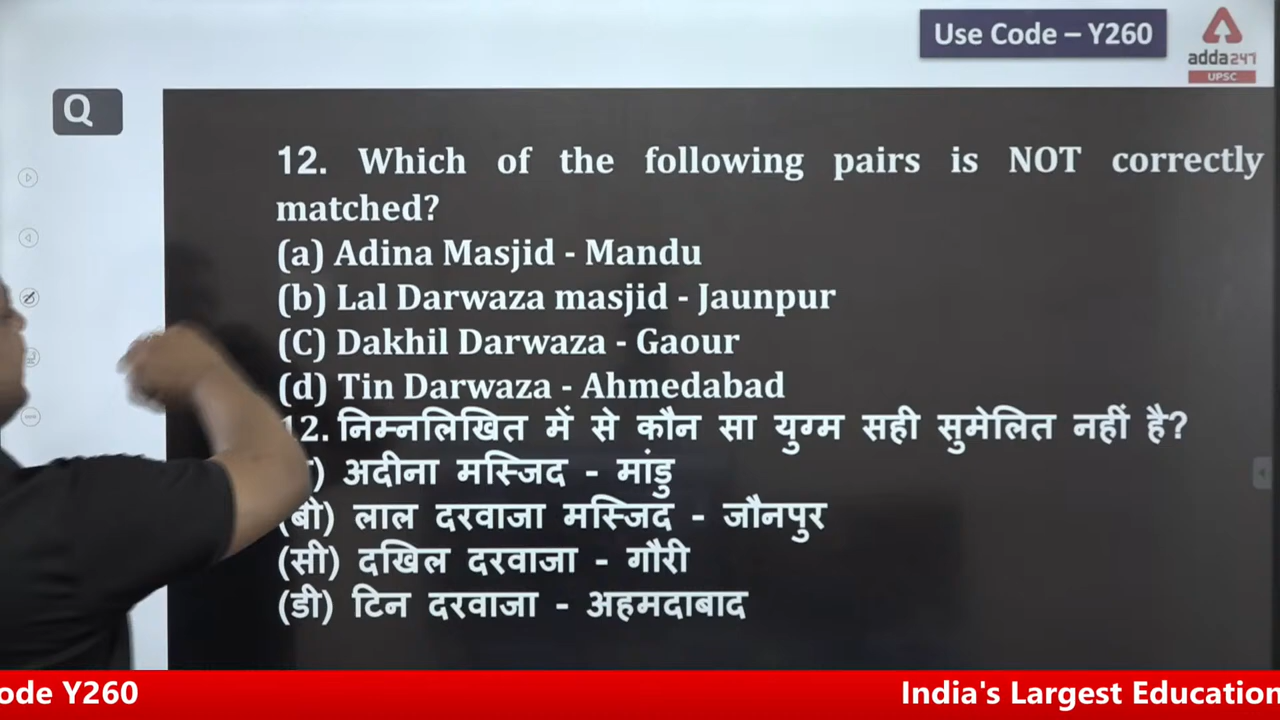 Use Code – Y260
adda247
UPSC
Q
12. Which of the following pairs is NOT correctly
matched?
(a) Adina Masjid - Mandu
(b) Lal Darwaza masjid - Jaunpur
(C) Dakhil Darwaza - Gaour
(d) Tin Darwaza - Ahmedabad
12. निम्नलिखित में से कौन सा युग्म सही सुमेलित नहीं है?
) अदीना मस्जिद - मांडु
(बी) लाल दरवाजा मस्जिद - जौनपुर
(सी) दखिल दरवाजा - गौरी
(डी) टिन दरवाजा - अहमदाबाद
ode Y260
India's Largest Education